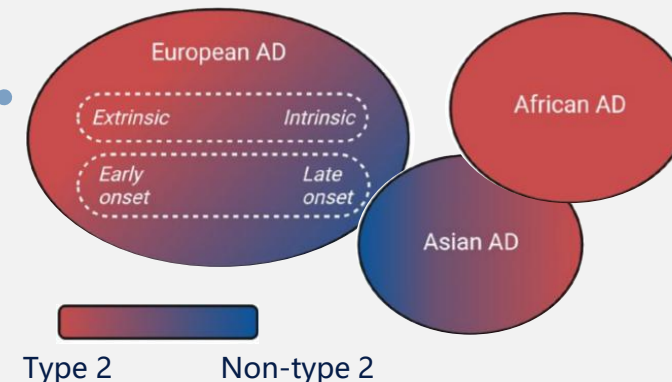 European AD
Extrinsic Intrinsic
Early onset
Late onset
African AD
Asian AD
Type 2 Non-type 2